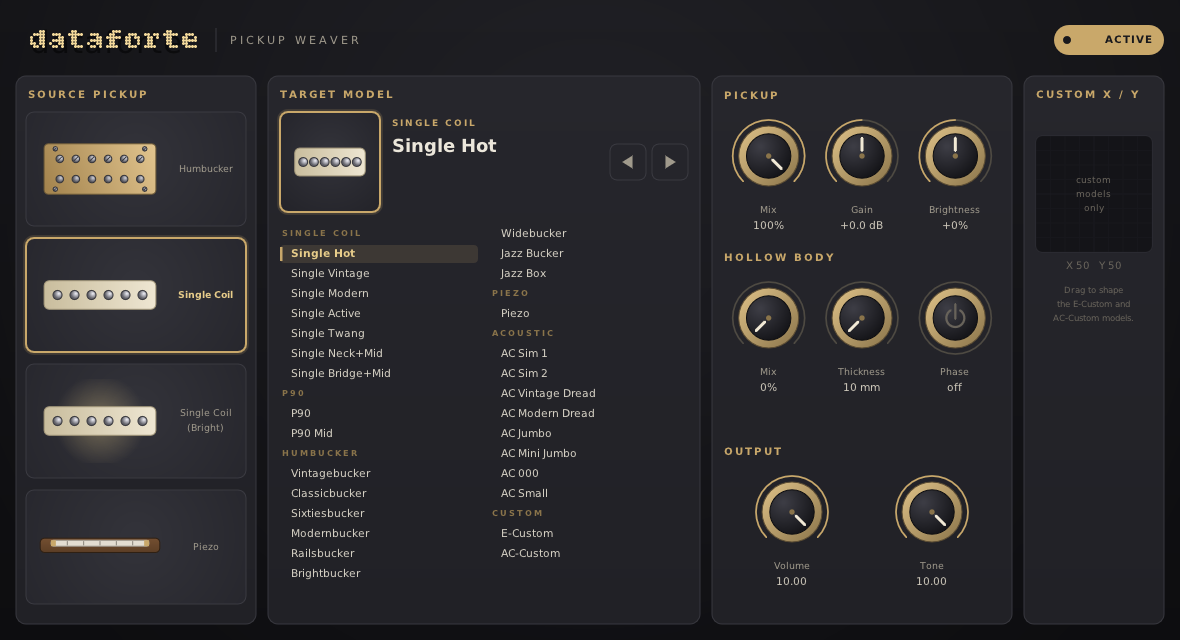 dataforte
PICKUP WEAVER
ACTIVE
SOURCE PICKUP
Humbucker
Single Coil
Single Coil
(Bright)
Piezo
TARGET MODEL
SINGLE COIL
Single Hot
SINGLE COIL
Single Hot
Single Vintage
Single Modern
Single Active
Single Twang
Single Neck+Mid
Single Bridge+Mid
P90
P90
P90 Mid
HUMBUCKER
Vintagebucker
Classicbucker
Sixtiesbucker
Modernbucker
Railsbucker
Brightbucker
Widebucker
Jazz Bucker
Jazz Box
PIEZO
Piezo
ACOUSTIC
AC Sim 1
AC Sim 2
AC Vintage Dread
AC Modern Dread
AC Jumbo
AC Mini Jumbo
AC 000
AC Small
CUSTOM
E-Custom
AC-Custom
PICKUP
Mix
100%
Gain
+0.0 dB
Brightness
+0%
HOLLOW BODY
Mix
0%
Thickness
10 mm
Phase
off
OUTPUT
Volume
10.00
Tone
10.00
CUSTOM X / Y
custom
models
only
X 50 Y 50
Drag to shape
the E-Custom and
AC-Custom models.